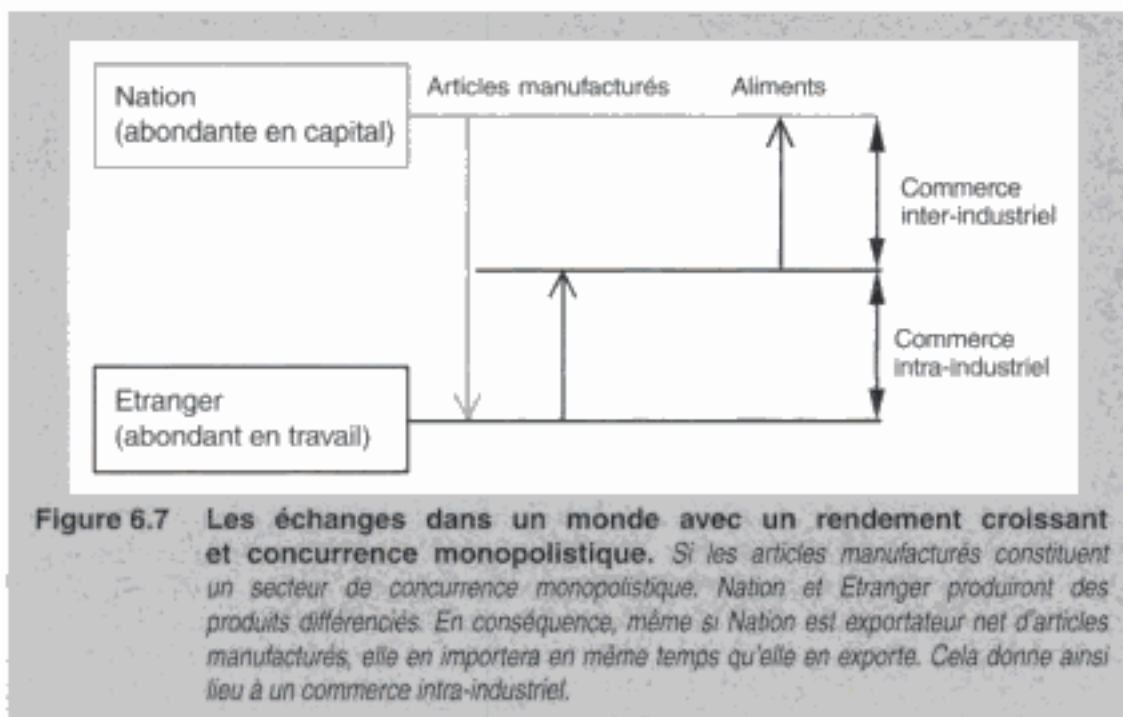 Nation
(abondante en capital)
Articles manufacturés
Aliments
Commerce
inter-industriel
Commerce
intra-industriel
Etranger
(abondant en travail)
Figure 6.7 Les échanges dans un monde avec un rendement croissant
et concurrence monopolistique. Si les articles manufacturés constituent
un secteur de concurrence monopolistique. Nation et Etranger produiront des
produits différenciés. En conséquence, même si Nation est exportateur net d'articles
manufacturés, elle en importera en même temps qu'elle en exporte. Cela donne ainsi
lieu à un commerce intra-industriel.